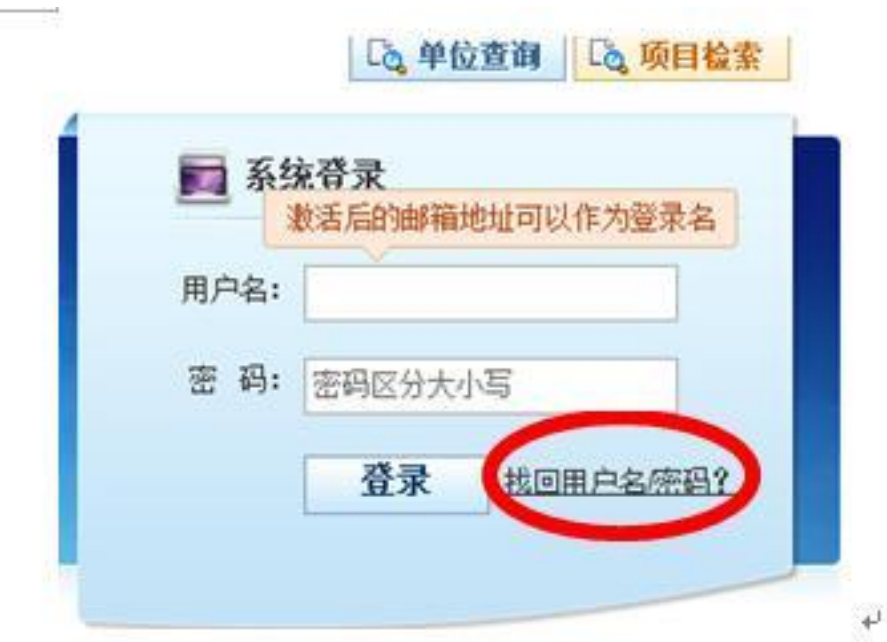 单位查询 项目检索
系统登录
激活后的邮箱地址可以作为登录名
用户名:
密 码: 密码区分大小写
登录 找回用户名/密码?